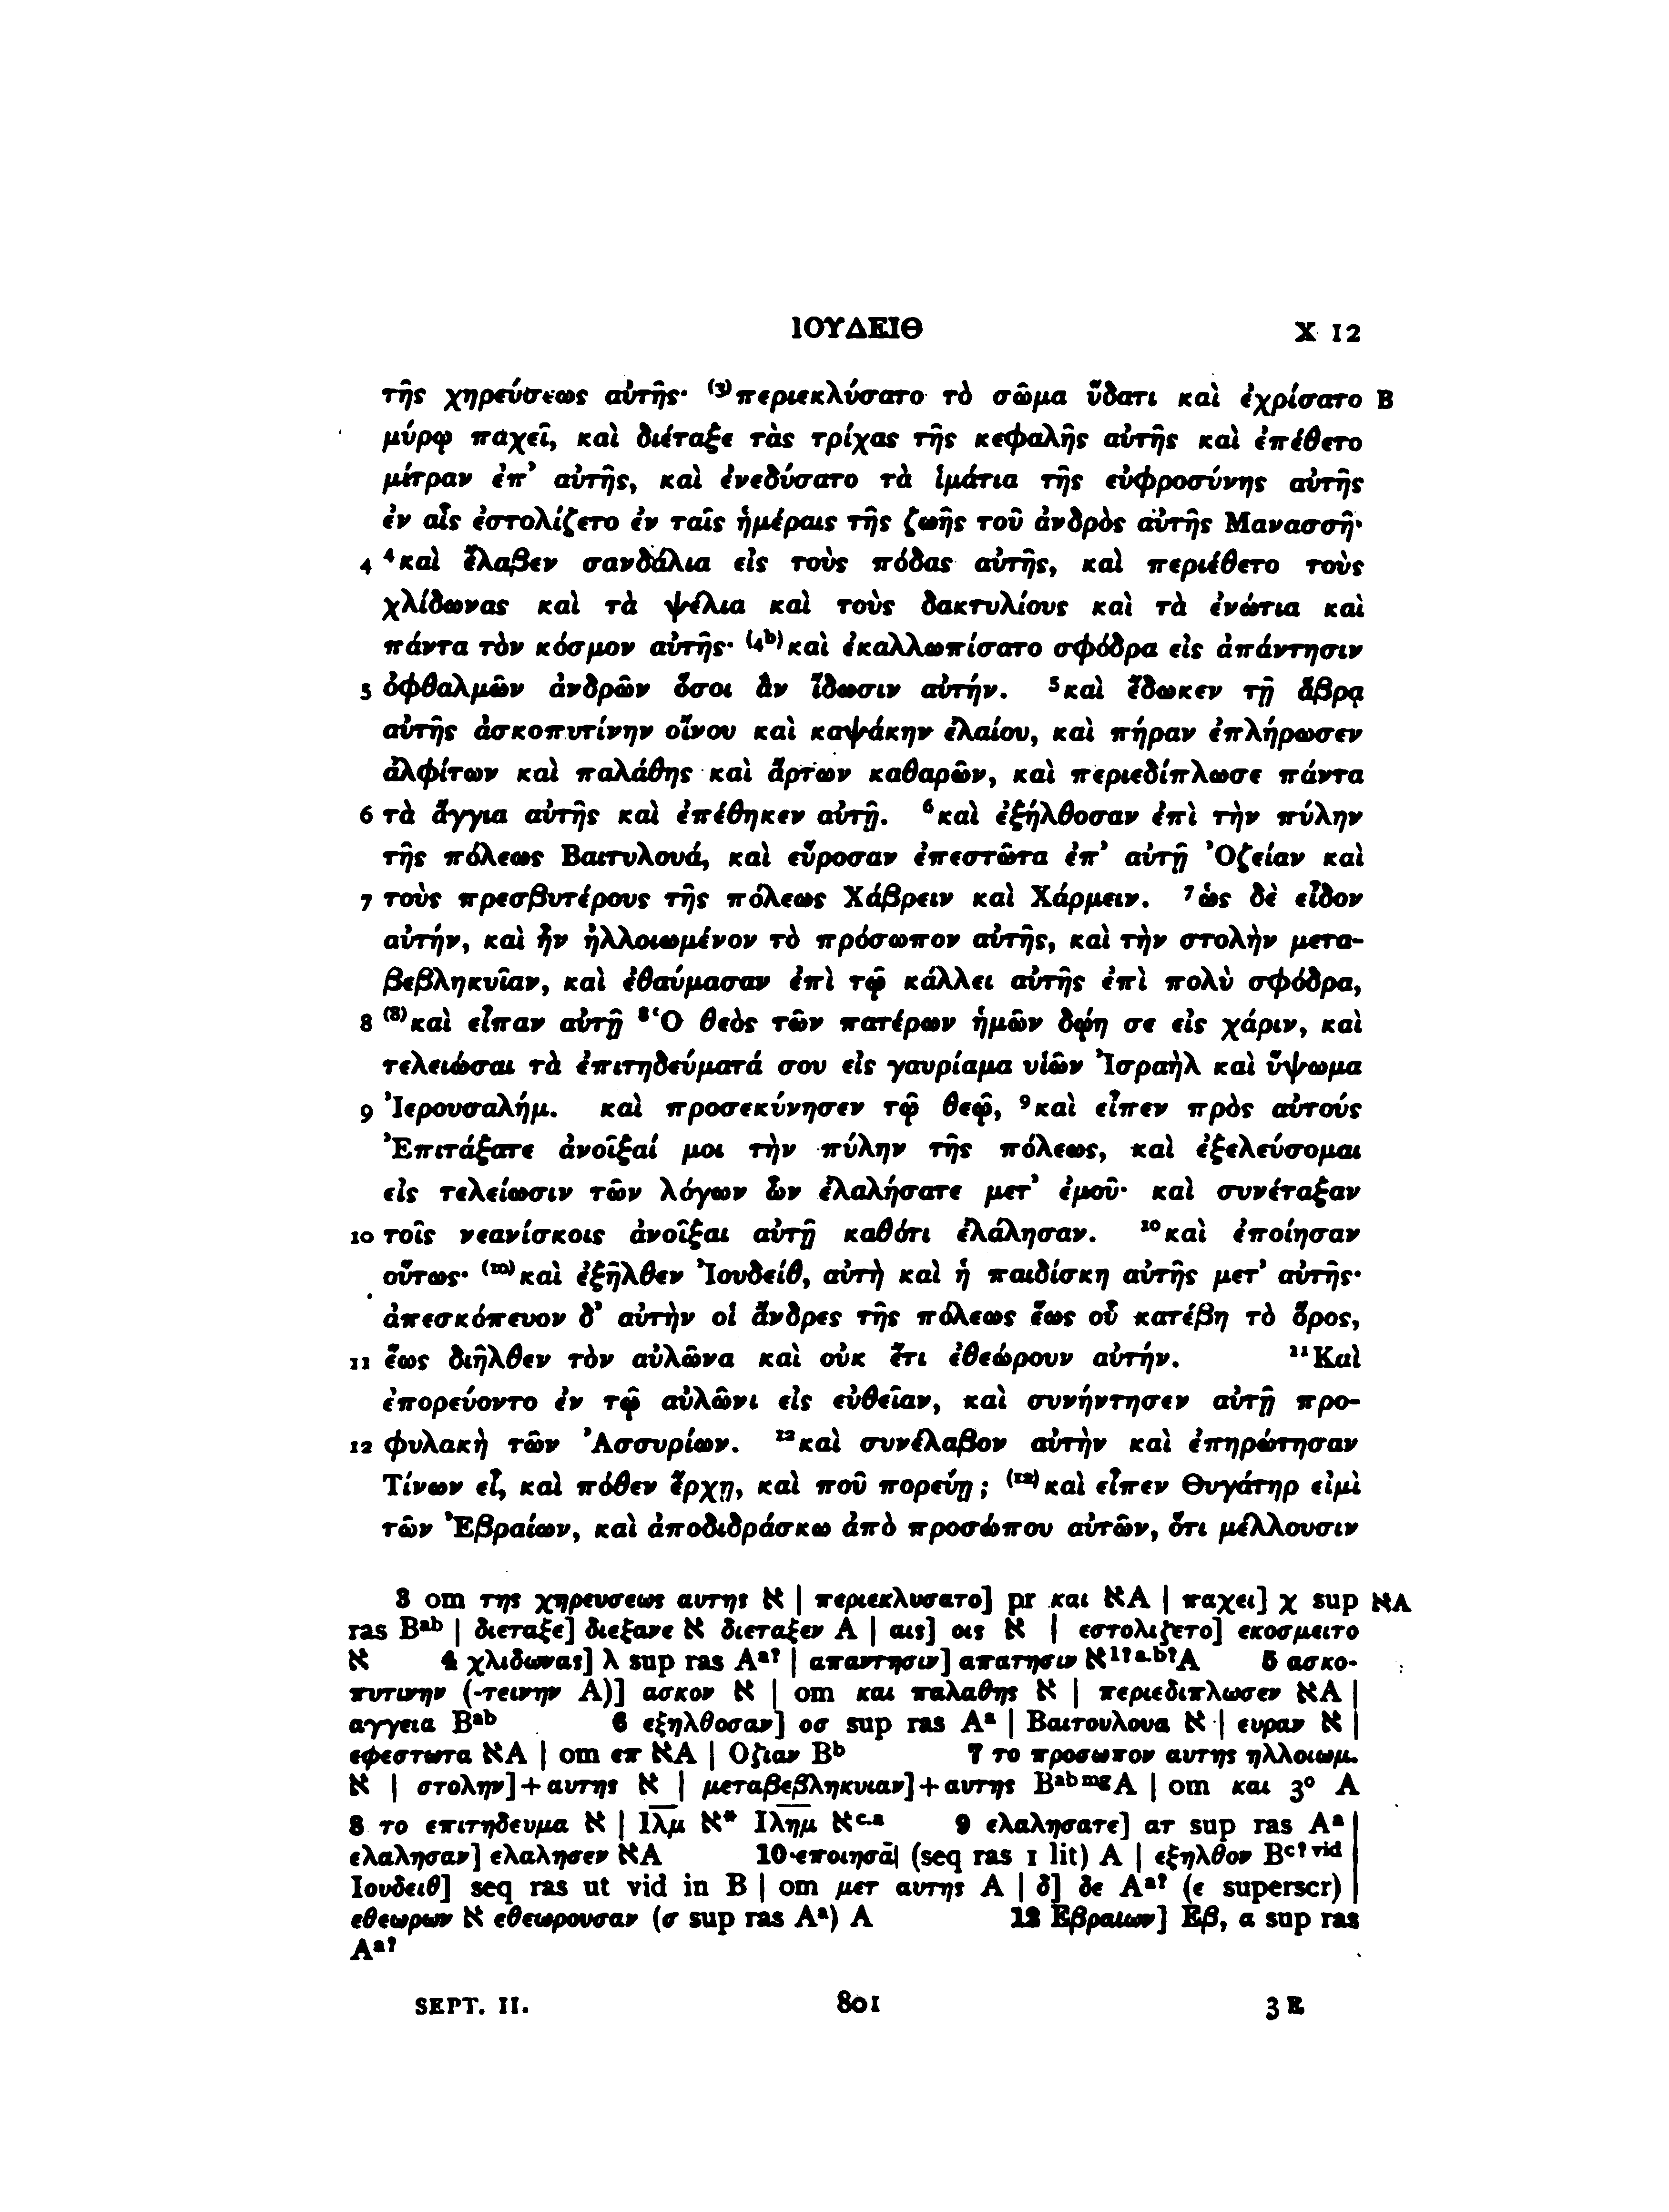 ΙΟΥΔΕΙΘ X 12
τῆς χηρεύσεως αὐτῆς· (3)περιεκλύσατο τὸ σῶμα ὕδατι καὶ ἐχρίσατο B
μύρῳ παχεῖ, καὶ διέταξε τὰς τρίχας τῆς κεφαλῆς αὐτῆς καὶ ἐπέθετο
μίτραν ἐπ’ αὐτῆς, καὶ ἐνεδύσατο τὰ ἱμάτια τῆς εὐφροσύνης αὐτῆς
ἐν αἷς ἐστολίζετο ἐν ταῖς ἡμέραις τῆς ζωῆς τοῦ ἀνδρὸς αὐτῆς Μανασσῆ·
4 ⁴καὶ ἔλαβεν σανδάλια εἰς τοὺς πόδας αὐτῆς, καὶ περιέθετο τοὺς
χλίδωνας καὶ τὰ ψέλια καὶ τοὺς δακτυλίους καὶ τὰ ἐνώτια καὶ
πάντα τὸν κόσμον αὐτῆς· (4b)καὶ ἐκαλλωπίσατο σφόδρα εἰς ἀπάντησιν
5 ὀφθαλμῶν ἀνδρῶν ὅσοι ἂν ἴδωσιν αὐτήν. ⁵καὶ ἔδωκεν τῇ ἅβρᾳ
αὐτῆς ἀσκοπυτίνην οἴνου καὶ καψάκην ἐλαίου, καὶ πήραν ἐπλήρωσεν
ἀλφίτων καὶ παλάθης καὶ ἄρτων καθαρῶν, καὶ περιεδίπλωσε πάντα
6 τὰ ἄγγια αὐτῆς καὶ ἐπέθηκεν αὐτῇ. ⁶καὶ ἐξήλθοσαν ἐπὶ τὴν πύλην
τῆς πόλεως Βαιτυλουά, καὶ εὕροσαν ἐπεστῶτα ἐπ’ αὐτῇ Ὀζείαν καὶ
7 τοὺς πρεσβυτέρους τῆς πόλεως Χάβρειν καὶ Χάρμειν. ⁷ὡς δὲ εἶδον
αὐτήν, καὶ ἦν ἠλλοιωμένον τὸ πρόσωπον αὐτῆς, καὶ τὴν στολὴν μετα-
βεβληκυῖαν, καὶ ἐθαύμασαν ἐπὶ τῷ κάλλει αὐτῆς ἐπὶ πολὺ σφόδρα,
8 (8)καὶ εἶπαν αὐτῇ ⁸Ὁ θεὸς τῶν πατέρων ἡμῶν δῴη σε εἰς χάριν, καὶ
τελειώσαι τὰ ἐπιτηδεύματά σου εἰς γαυρίαμα υἱῶν Ἰσραὴλ καὶ ὕψωμα
9 Ἰερουσαλήμ. καὶ προσεκύνησεν τῷ θεῷ, ⁹καὶ εἶπεν πρὸς αὐτούς
Ἐπιτάξατε ἀνοῖξαί μοι τὴν πύλην τῆς πόλεως, καὶ ἐξελεύσομαι
εἰς τελείωσιν τῶν λόγων ὧν ἐλαλήσατε μετ’ ἐμοῦ· καὶ συνέταξαν
10 τοῖς νεανίσκοις ἀνοῖξαι αὐτῇ καθότι ἐλάλησαν. ¹⁰καὶ ἐποίησαν
οὕτως· (10)καὶ ἐξῆλθεν Ἰουδείθ, αὐτὴ καὶ ἡ παιδίσκη αὐτῆς μετ’ αὐτῆς·
ἀπεσκόπευον δ’ αὐτὴν οἱ ἄνδρες τῆς πόλεως ἕως οὗ κατέβη τὸ ὄρος,
11 ἕως διῆλθεν τὸν αὐλῶνα καὶ οὐκ ἔτι ἐθεώρουν αὐτήν. ¹¹Καὶ
ἐπορεύοντο ἐν τῷ αὐλῶνι εἰς εὐθεῖαν, καὶ συνήντησεν αὐτῇ προ-
12 φυλακὴ τῶν Ἀσσυρίων. ¹²καὶ συνέλαβον αὐτὴν καὶ ἐπηρώτησαν
Τίνων εἶ, καὶ πόθεν ἔρχῃ, καὶ ποῦ πορεύῃ; (12)καὶ εἶπεν Θυγάτηρ εἰμὶ
τῶν Ἐβραίων, καὶ ἀποδιδράσκω ἀπὸ προσώπου αὐτῶν, ὅτι μέλλουσιν
3 om της χηρευσεως αυτης א | περιεκλυσατο] pr και אA | παχει] χ sup אA
ras Bᵃᵇ | διεταξε] διεξανε א διεταξεν A | αις] οις א | εστολιζετο] εκοσμειτο
א 4 χλιδωνας] λ sup ras Aᵃ? | απαντησιν] απατησιν א¹?ᵃ·ᵇ?A 5 ασκο-
πυτινην (-τεινην A)] ασκον א | om και παλαθης א | περιεδιπλωσεν אA |
αγγεια Bᵃᵇ 6 εξηλθοσαν] οσ sup ras Aᵃ | Βαιτουλουα א | ευραν א |
εφεστωτα אA | om επ אA | Οζιαν Bᵇ 7 το προσωπον αυτης ηλλοιωμ.
א | στολην]+αυτης א | μεταβεβληκυιαν]+αυτης Bᵃᵇᵐᵍ A | om και 3° A
8 το επιτηδευμα א | Ιλ̅μ̅ א* Ιλ̅η̅μ̅ אᶜ·ᵃ 9 ελαλησατε] ατ sup ras Aᵃ |
ελαλησαν] ελαλησεν אA 10 εποιησα̅| (seq ras 1 lit) A | εξηλθον Bᶜ?ᵛⁱᵈ |
Ιουδειθ] seq ras ut vid in B | om μετ αυτης A | δ] δε Aᵃ? (ε superscr) |
εθεωρων א εθεωρουσαν (σ sup ras Aᵃ) A 12 Εβραιων] Εβ, α sup ras
Aᵃ?
SEPT. II. 801 3 E